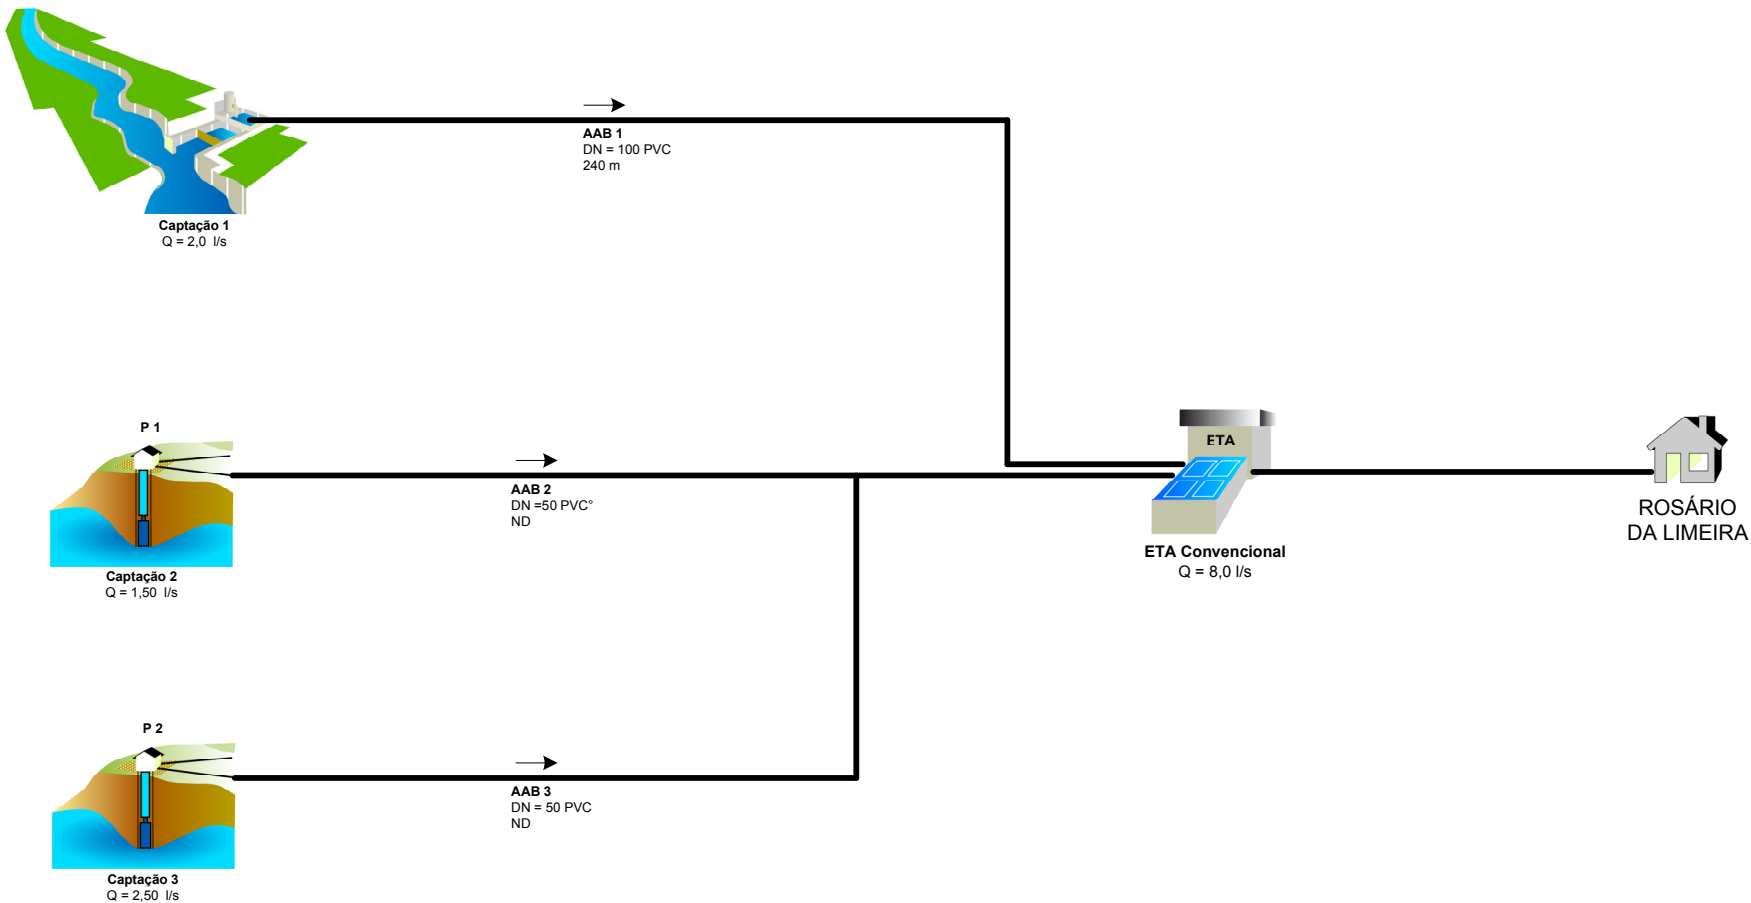 AAB 1
DN = 100 PVC
240 m
Captação 1
Q = 2,0 l/s
P 1
AAB 2
DN =50 PVC°
ND
Captação 2
Q = 1,50 l/s
ETA
ETA Convencional
Q = 8,0 l/s
ROSÁRIO
DA LIMEIRA
P 2
AAB 3
DN = 50 PVC
ND
Captação 3
Q = 2,50 l/s